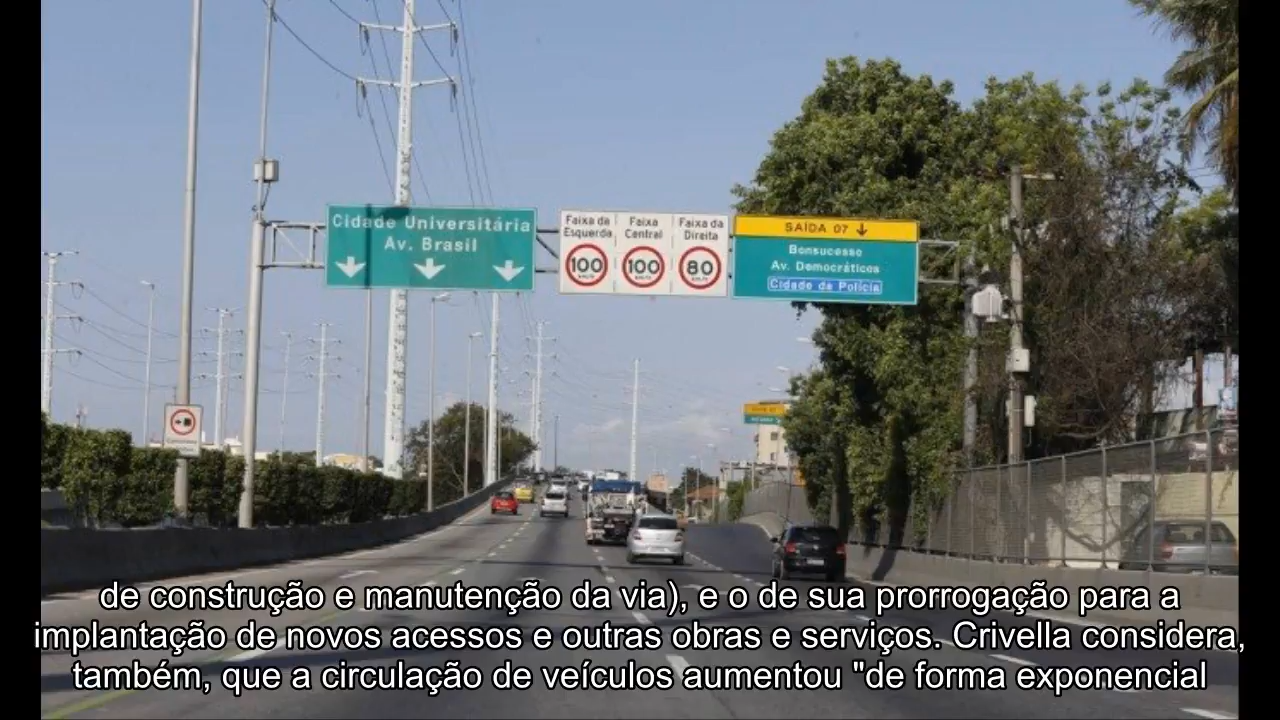 Cidade Universitária
Av. Brasil
Faixa da
Esquerda
100
Faixa
Central
100
Faixa da
Direita
80
SAÍDA 07
Bonsucesso
Av. Democráticos
Cidade da Polícia
de construção e manutenção da via), e o de sua prorrogação para a
implantação de novos acessos e outras obras e serviços. Crivella considera,
também, que a circulação de veículos aumentou "de forma exponencial